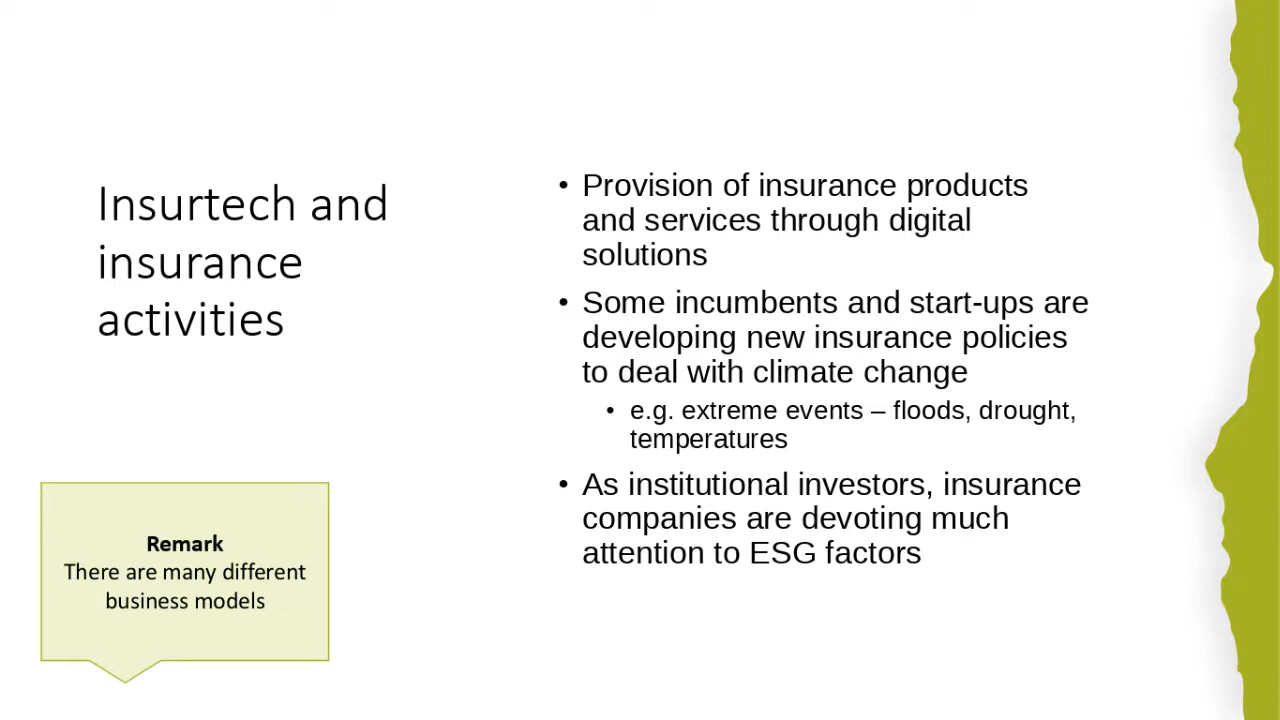 Insurtech and
insurance
activities
• Provision of insurance products
and services through digital
solutions
• Some incumbents and start-ups are
developing new insurance policies
to deal with climate change
• e.g. extreme events – floods, drought,
temperatures
• As institutional investors, insurance
companies are devoting much
attention to ESG factors
Remark
There are many different
business models